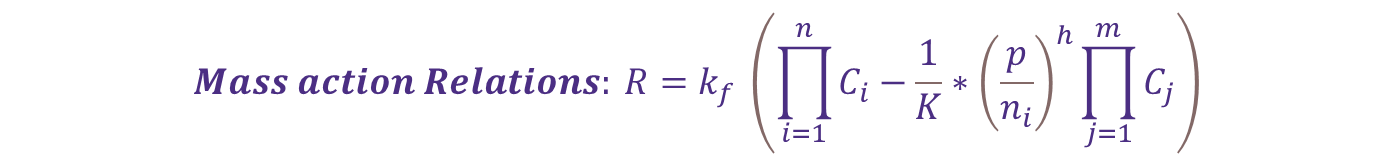 Mass action Relations: R = k_f (∏_{i=1}^{n} C_i − 1/K * (p/n_i)^h ∏_{j=1}^{m} C_j)